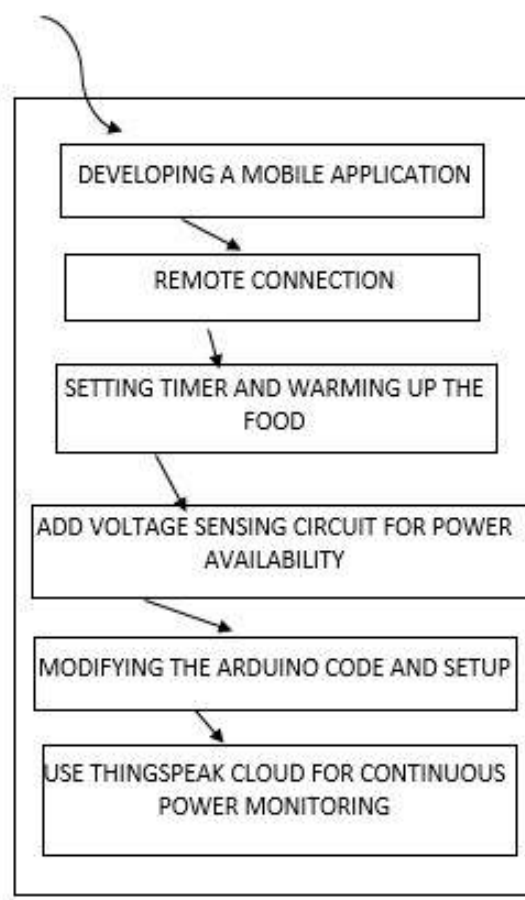 DEVELOPING A MOBILE APPLICATION
REMOTE CONNECTION
SETTING TIMER AND WARMING UP THE
FOOD
ADD VOLTAGE SENSING CIRCUIT FOR POWER
AVAILABILITY
MODIFYING THE ARDUINO CODE AND SETUP
USE THINGSPEAK CLOUD FOR CONTINUOUS
POWER MONITORING